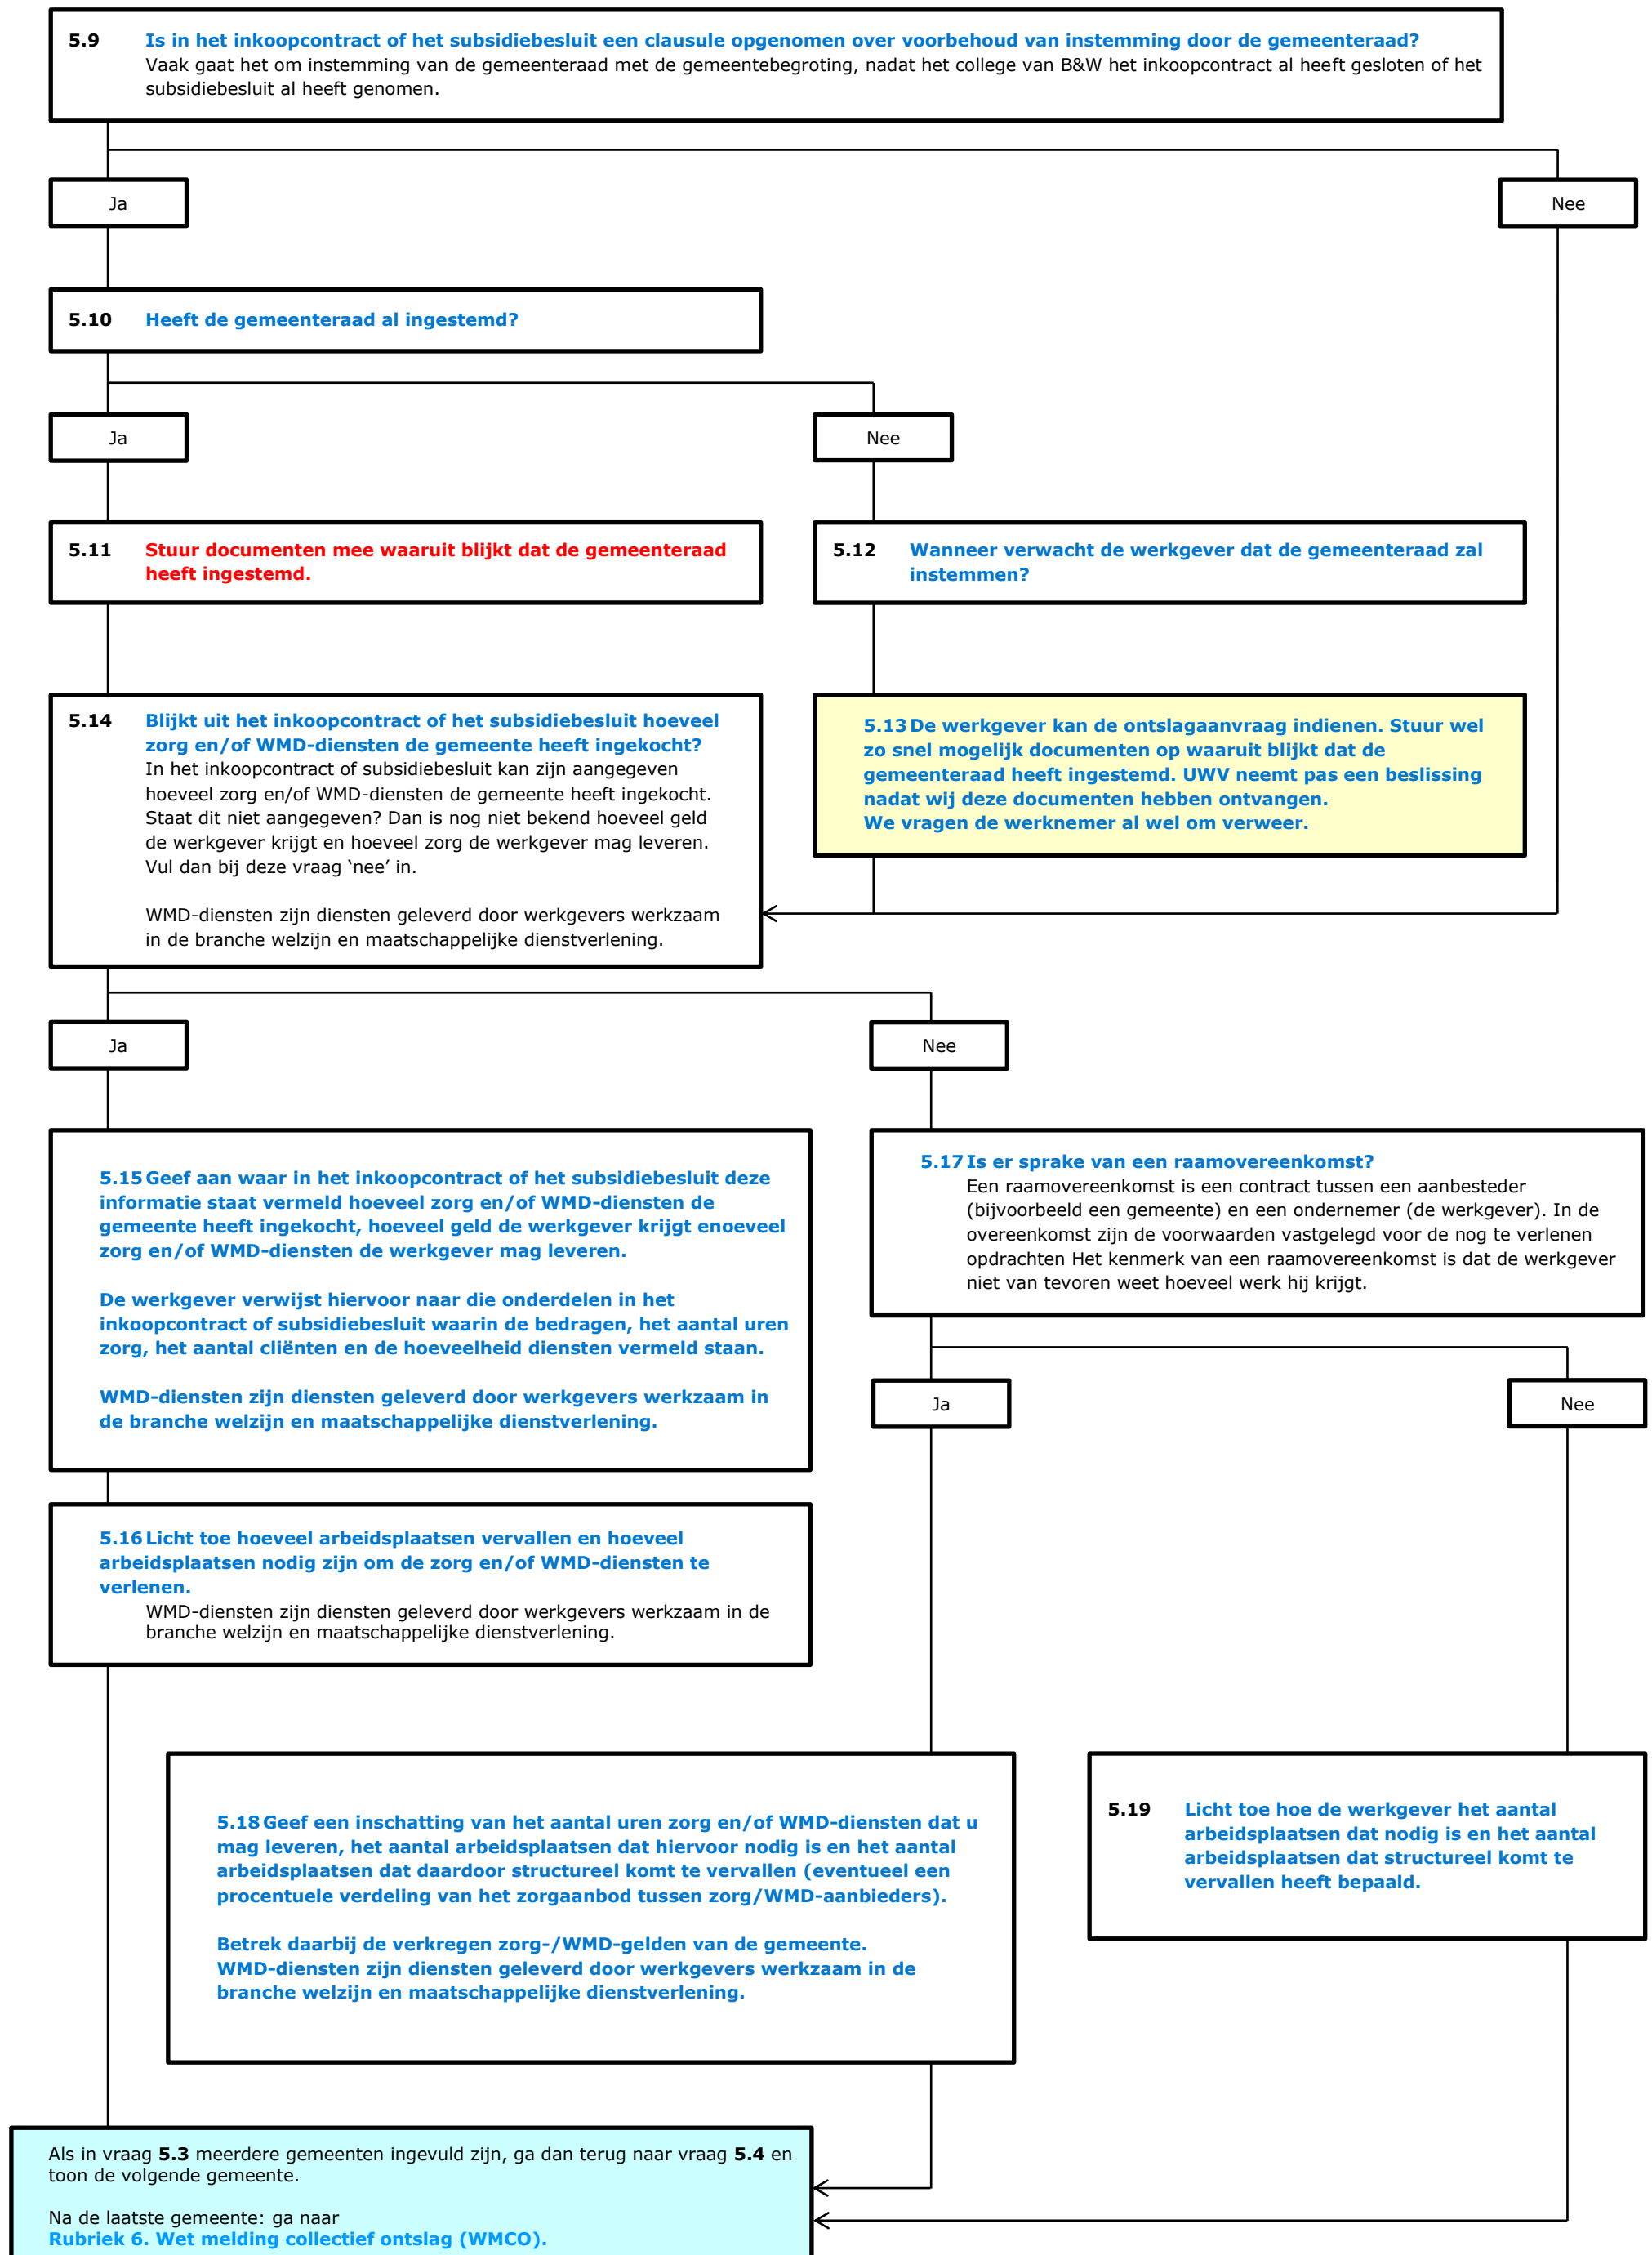 5.9 Is in het inkoopcontract of het subsidiebesluit een clausule opgenomen over voorbehoud van instemming door de gemeenteraad?
Vaak gaat het om instemming van de gemeenteraad met de gemeentebegroting, nadat het college van B&W het inkoopcontract al heeft gesloten of het
subsidiebesluit al heeft genomen.
Ja
Nee
5.10 Heeft de gemeenteraad al ingestemd?
Ja
Nee
5.11 Stuur documenten mee waaruit blijkt dat de gemeenteraad
heeft ingestemd.
5.12 Wanneer verwacht de werkgever dat de gemeenteraad zal
instemmen?
5.14 Blijkt uit het inkoopcontract of het subsidiebesluit hoeveel
zorg en/of WMD-diensten de gemeente heeft ingekocht?
In het inkoopcontract of subsidiebesluit kan zijn aangegeven
hoeveel zorg en/of WMD-diensten de gemeente heeft ingekocht.
Staat dit niet aangegeven? Dan is nog niet bekend hoeveel geld
de werkgever krijgt en hoeveel zorg de werkgever mag leveren.
Vul dan bij deze vraag ‘nee’ in.
WMD-diensten zijn diensten geleverd door werkgevers werkzaam
in de branche welzijn en maatschappelijke dienstverlening.
5.13 De werkgever kan de ontslagaanvraag indienen. Stuur wel
zo snel mogelijk documenten op waaruit blijkt dat de
gemeenteraad heeft ingestemd. UWV neemt pas een beslissing
nadat wij deze documenten hebben ontvangen.
We vragen de werknemer al wel om verweer.
Ja
Nee
5.15 Geef aan waar in het inkoopcontract of het subsidiebesluit deze
informatie staat vermeld hoeveel zorg en/of WMD-diensten de
gemeente heeft ingekocht, hoeveel geld de werkgever krijgt enoeveel
zorg en/of WMD-diensten de werkgever mag leveren.
De werkgever verwijst hiervoor naar die onderdelen in het
inkoopcontract of subsidiebesluit waarin de bedragen, het aantal uren
zorg, het aantal cliënten en de hoeveelheid diensten vermeld staan.
WMD-diensten zijn diensten geleverd door werkgevers werkzaam in
de branche welzijn en maatschappelijke dienstverlening.
5.17 Is er sprake van een raamovereenkomst?
Een raamovereenkomst is een contract tussen een aanbesteder
(bijvoorbeeld een gemeente) en een ondernemer (de werkgever). In de
overeenkomst zijn de voorwaarden vastgelegd voor de nog te verlenen
opdrachten Het kenmerk van een raamovereenkomst is dat de werkgever
niet van tevoren weet hoeveel werk hij krijgt.
Ja
Nee
5.16 Licht toe hoeveel arbeidsplaatsen vervallen en hoeveel
arbeidsplaatsen nodig zijn om de zorg en/of WMD-diensten te
verlenen.
WMD-diensten zijn diensten geleverd door werkgevers werkzaam in de
branche welzijn en maatschappelijke dienstverlening.
5.18 Geef een inschatting van het aantal uren zorg en/of WMD-diensten dat u
mag leveren, het aantal arbeidsplaatsen dat hiervoor nodig is en het aantal
arbeidsplaatsen dat daardoor structureel komt te vervallen (eventueel een
procentuele verdeling van het zorgaanbod tussen zorg/WMD-aanbieders).
Betrek daarbij de verkregen zorg-/WMD-gelden van de gemeente.
WMD-diensten zijn diensten geleverd door werkgevers werkzaam in de
branche welzijn en maatschappelijke dienstverlening.
5.19 Licht toe hoe de werkgever het aantal
arbeidsplaatsen dat nodig is en het aantal
arbeidsplaatsen dat structureel komt te
vervallen heeft bepaald.
Als in vraag 5.3 meerdere gemeenten ingevuld zijn, ga dan terug naar vraag 5.4 en
toon de volgende gemeente.
Na de laatste gemeente: ga naar
Rubriek 6. Wet melding collectief ontslag (WMCO).